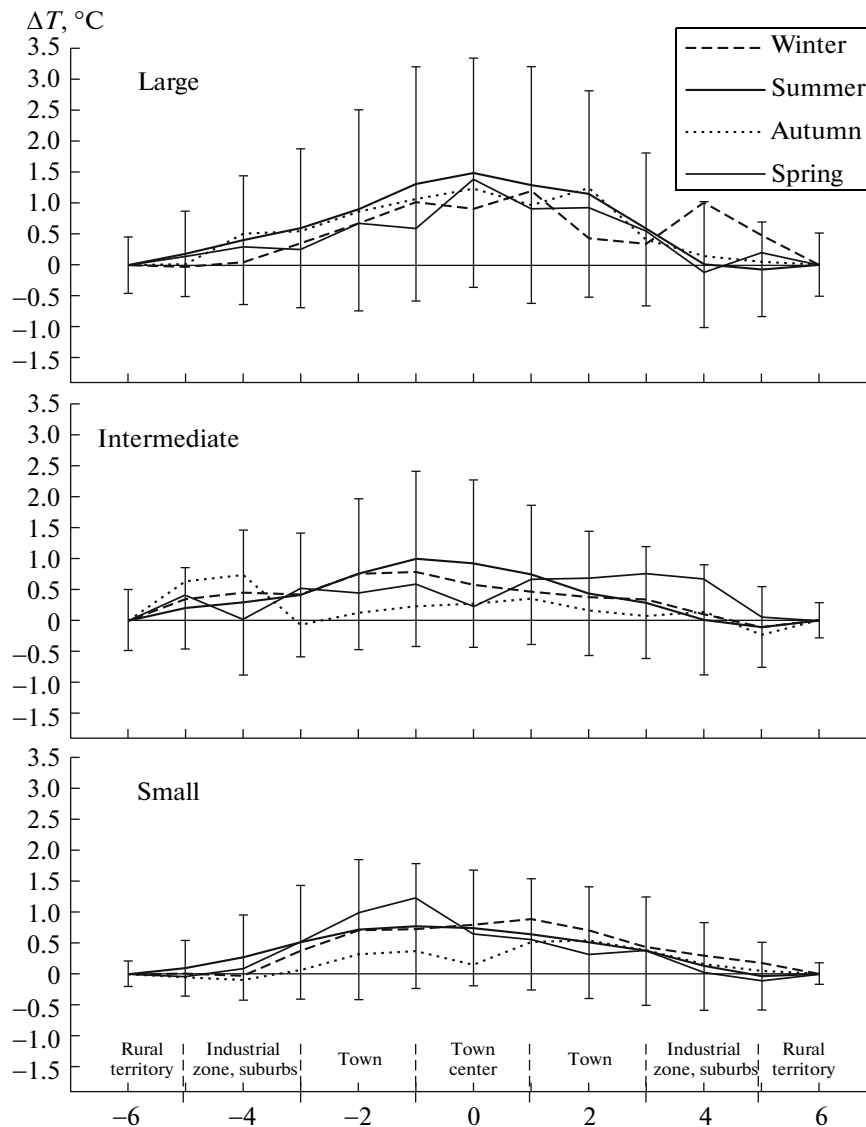 ΔT, °C
3.5
3.0
2.5
2.0
1.5
1.0
0.5
0
−0.5
−1.0
−1.5
Large
Winter
Summer
Autumn
Spring
3.5
3.0
2.5
2.0
1.5
1.0
0.5
0
−0.5
−1.0
−1.5
Intermediate
3.5
3.0
2.5
2.0
1.5
1.0
0.5
0
−0.5
−1.0
−1.5
Small
Rural
territory
Industrial
zone, suburbs
Town
Town
center
Town
Industrial
zone, suburbs
Rural
territory
−6 −4 −2 0 2 4 6